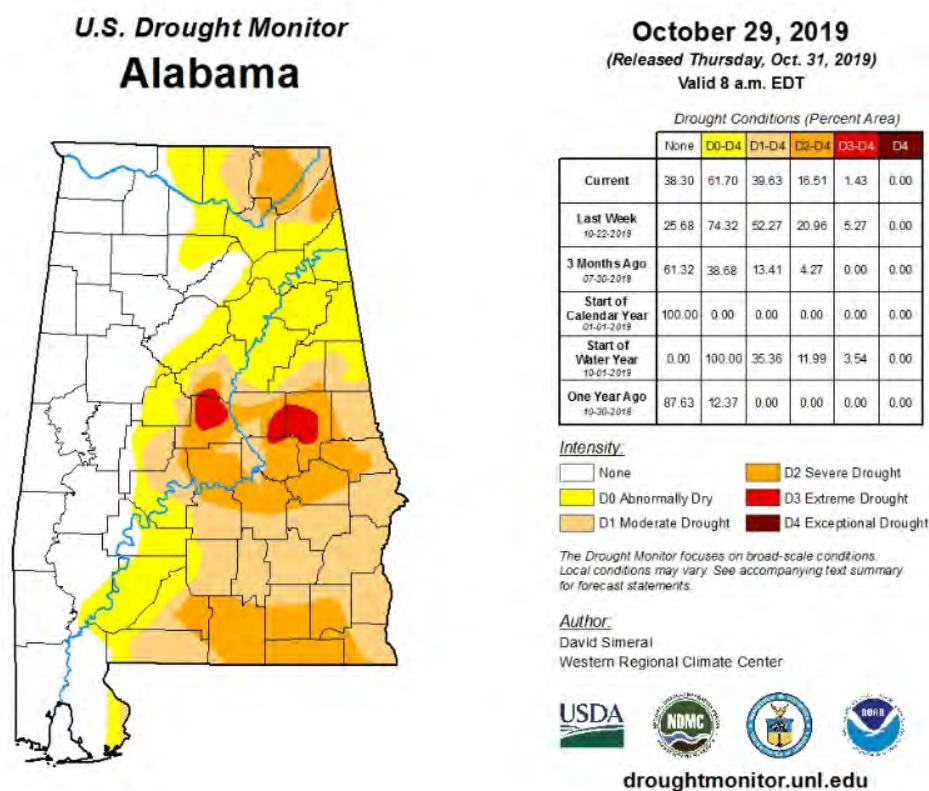 U.S. Drought Monitor
Alabama
October 29, 2019
(Released Thursday, Oct. 31, 2019)
Valid 8 a.m. EDT
Drought Conditions (Percent Area)
None D0-D4 D1-D4 D2-D4 D3-D4 D4
Current 38.30 61.70 39.63 16.51 1.43 0.00
Last Week
10-22-2019 25.68 74.32 52.27 20.96 5.27 0.00
3 Months Ago
07-30-2019 61.32 38.68 13.41 4.27 0.00 0.00
Start of
Calendar Year
01-01-2019 100.00 0.00 0.00 0.00 0.00 0.00
Start of
Water Year
10-01-2019 0.00 100.00 35.36 11.99 3.54 0.00
One Year Ago
10-30-2018 87.63 12.37 0.00 0.00 0.00 0.00
Intensity:
None
D0 Abnormally Dry
D1 Moderate Drought
D2 Severe Drought
D3 Extreme Drought
D4 Exceptional Drought
The Drought Monitor focuses on broad-scale conditions.
Local conditions may vary. See accompanying text summary
for forecast statements.
Author:
David Simeral
Western Regional Climate Center
USDA
NDMC
NOAA
droughtmonitor.unl.edu